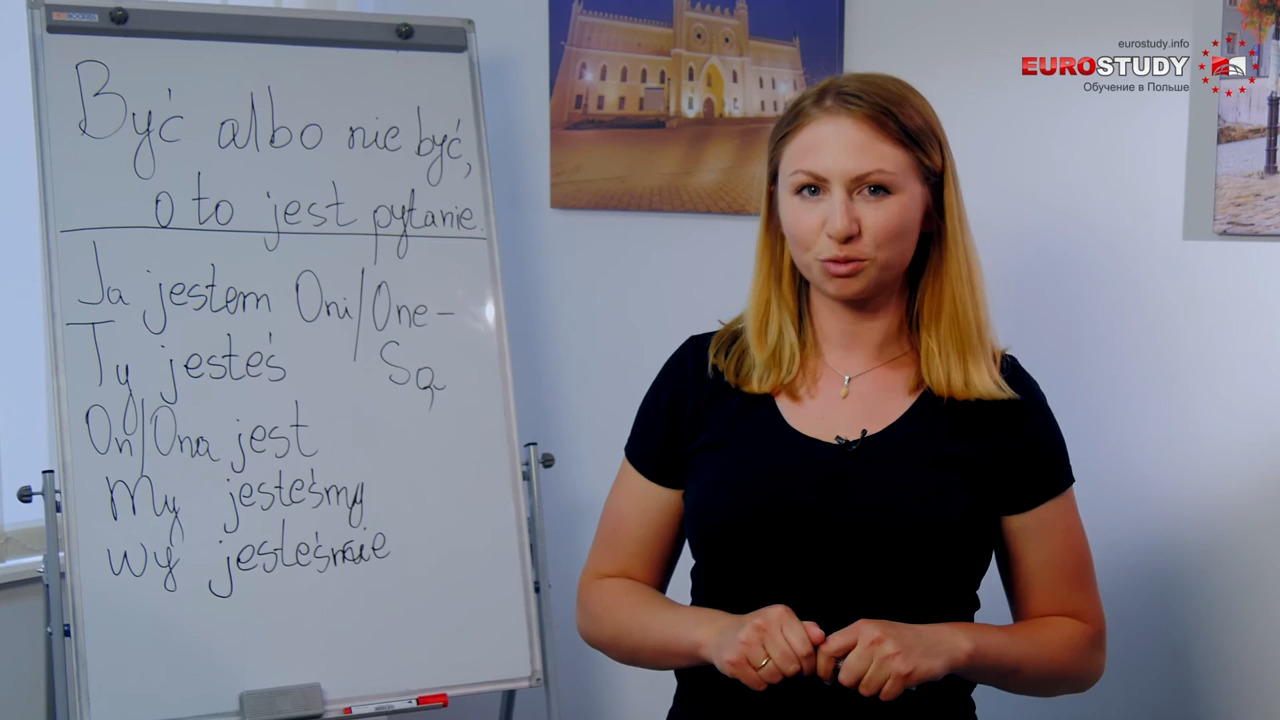 Być albo nie być,
o to jest pytanie.
Ja jestem
Ty jesteś
On/Ona jest
My jesteśmy
Wy jesteście
Oni/One -
Są
eurostudy.info
EUROSTUDY
Обучение в Польше